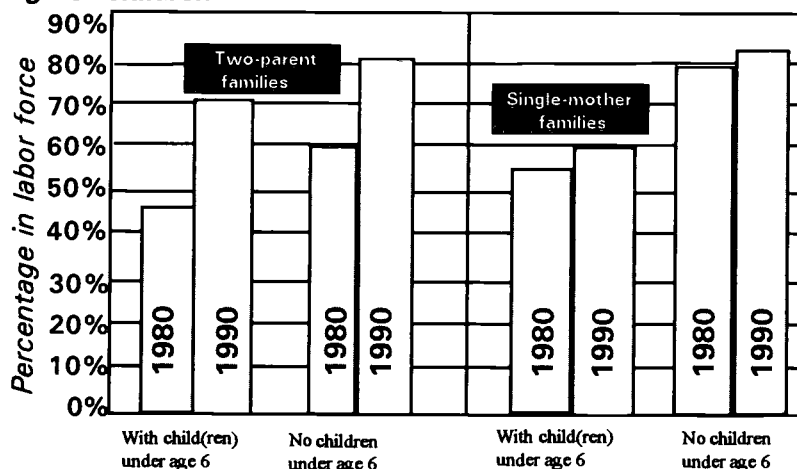 90%
80%
70%
60%
50%
40%
30%
20%
10%
0%
Percentage in labor force
Two-parent
families
Single-mother
families
1980
1990
1980
1990
1980
1990
1980
1990
With child(ren)
under age 6
No children
under age 6
With child(ren)
under age 6
No children
under age 6